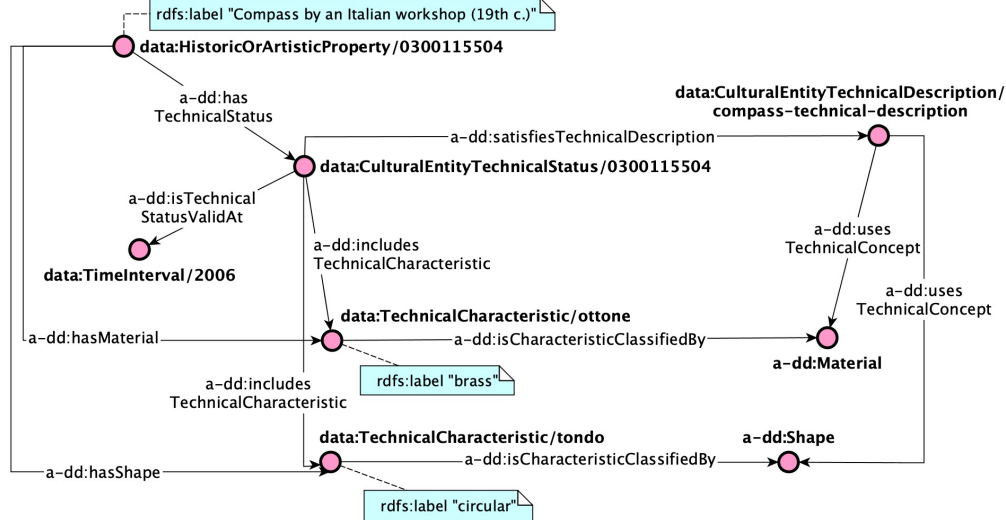 rdfs:label "Compass by an Italian workshop (19th c.)"
data:HistoricOrArtisticProperty/0300115504
a-dd:has
TechnicalStatus
data:CulturalEntityTechnicalDescription/
compass-technical-description
a-dd:satisfiesTechnicalDescription
data:CulturalEntityTechnicalStatus/0300115504
a-dd:isTechnical
StatusValidAt
data:TimeInterval/2006
a-dd:includes
TechnicalCharacteristic
a-dd:uses
TechnicalConcept
a-dd:uses
TechnicalConcept
data:TechnicalCharacteristic/ottone
a-dd:hasMaterial
a-dd:isCharacteristicClassifiedBy
a-dd:Material
rdfs:label "brass"
a-dd:includes
TechnicalCharacteristic
data:TechnicalCharacteristic/tondo
a-dd:Shape
a-dd:isCharacteristicClassifiedBy
a-dd:hasShape
rdfs:label "circular"